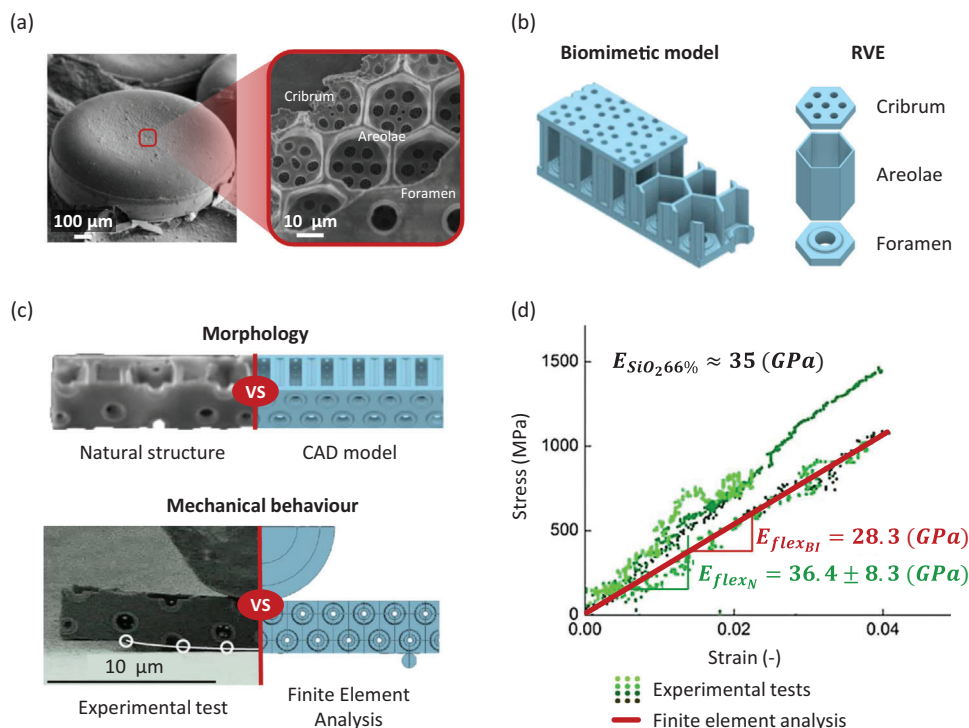 (a)
Cribrum
Areolae
Foramen
100 µm
10 µm
(b)
Biomimetic model
RVE
Cribrum
Areolae
Foramen
(c)
Morphology
VS
Natural structure
CAD model
Mechanical behaviour
VS
10 µm
Experimental test
Finite Element
Analysis
(d)
E_SiO₂66% ≈ 35 (GPa)
1500
1000
500
0
Stress (MPa)
E_flex_BI = 28.3 (GPa)
E_flex_N = 36.4 ± 8.3 (GPa)
0.00
0.02
0.04
Strain (-)
Experimental tests
Finite element analysis